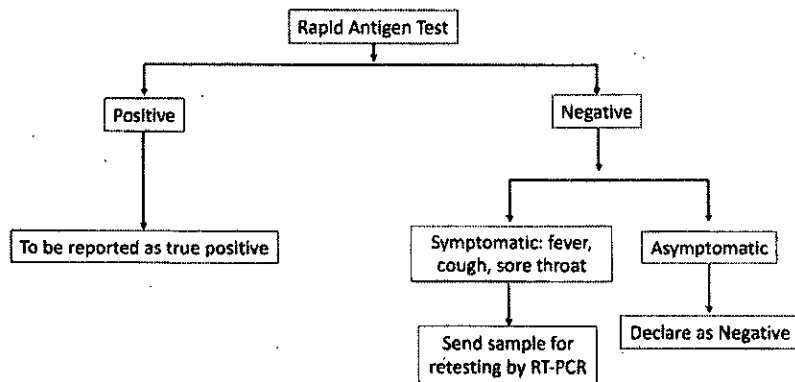 Rapid Antigen Test
Positive
Negative
To be reported as true positive
Symptomatic: fever,
cough, sore throat
Asymptomatic
Send sample for
retesting by RT-PCR
Declare as Negative